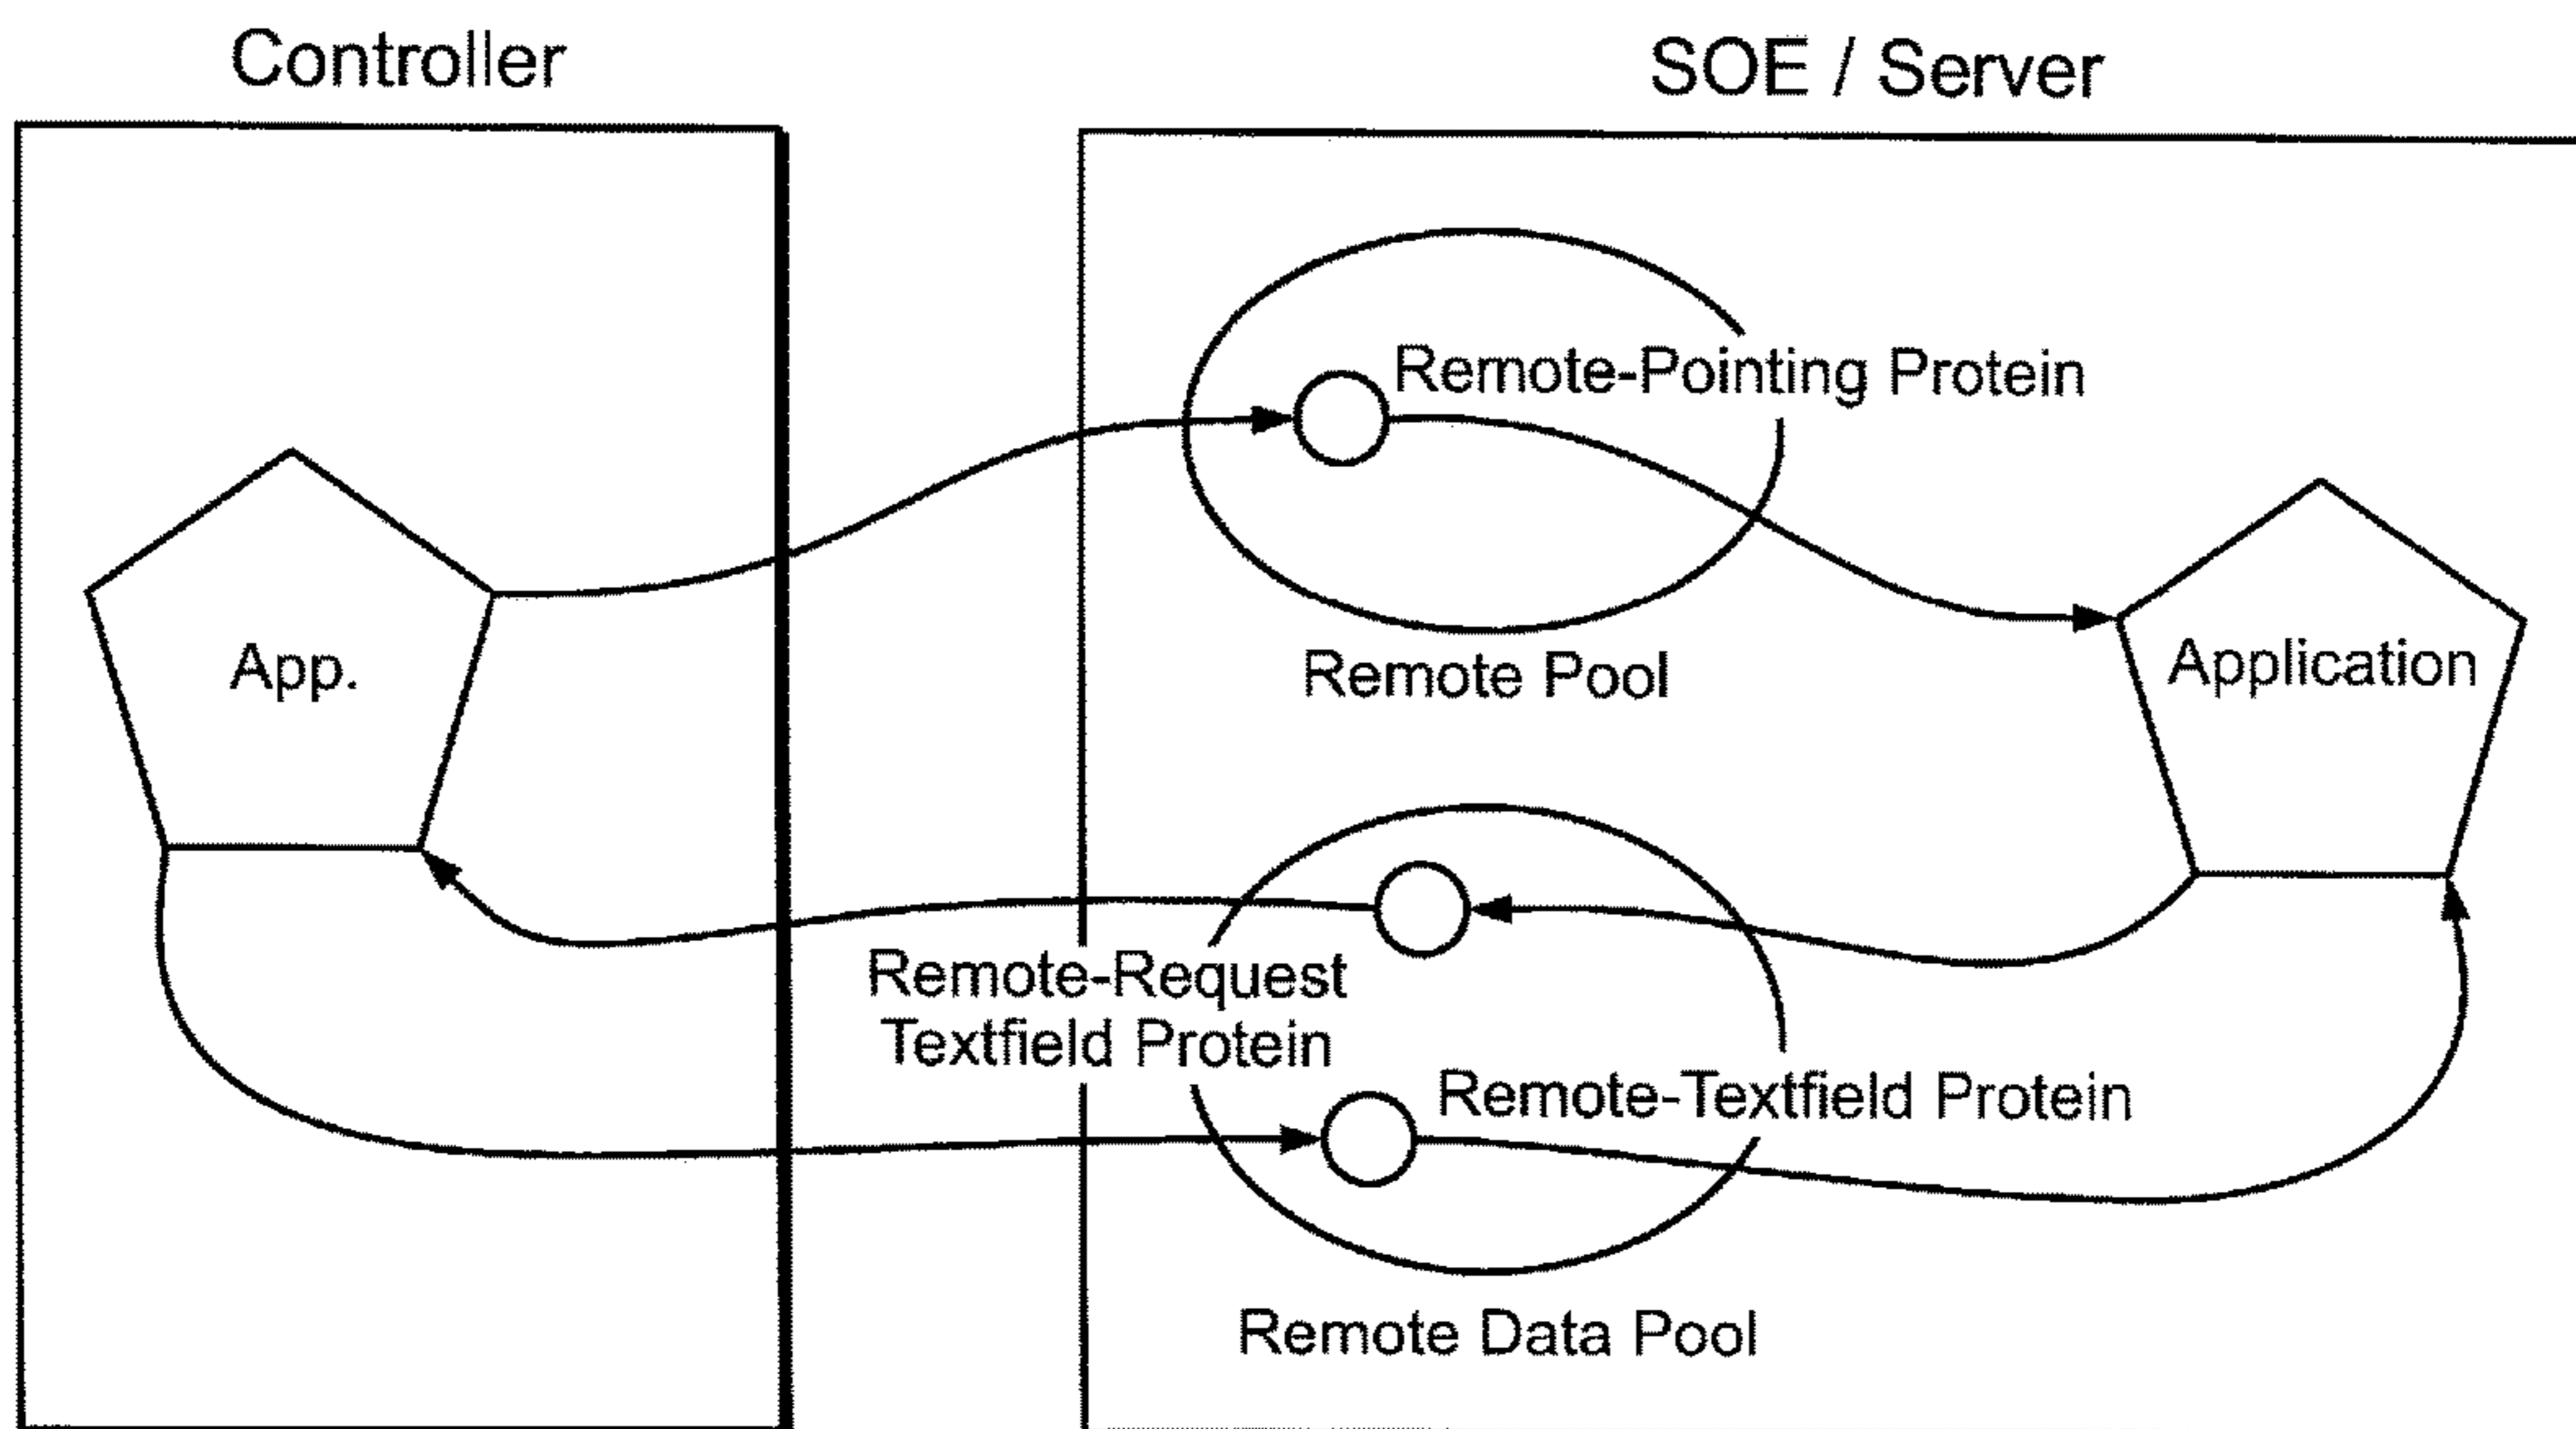 Controller
SOE / Server
Remote-Pointing Protein
App.
Application
Remote Pool
Remote-Request
Textfield Protein
Remote-Textfield Protein
Remote Data Pool